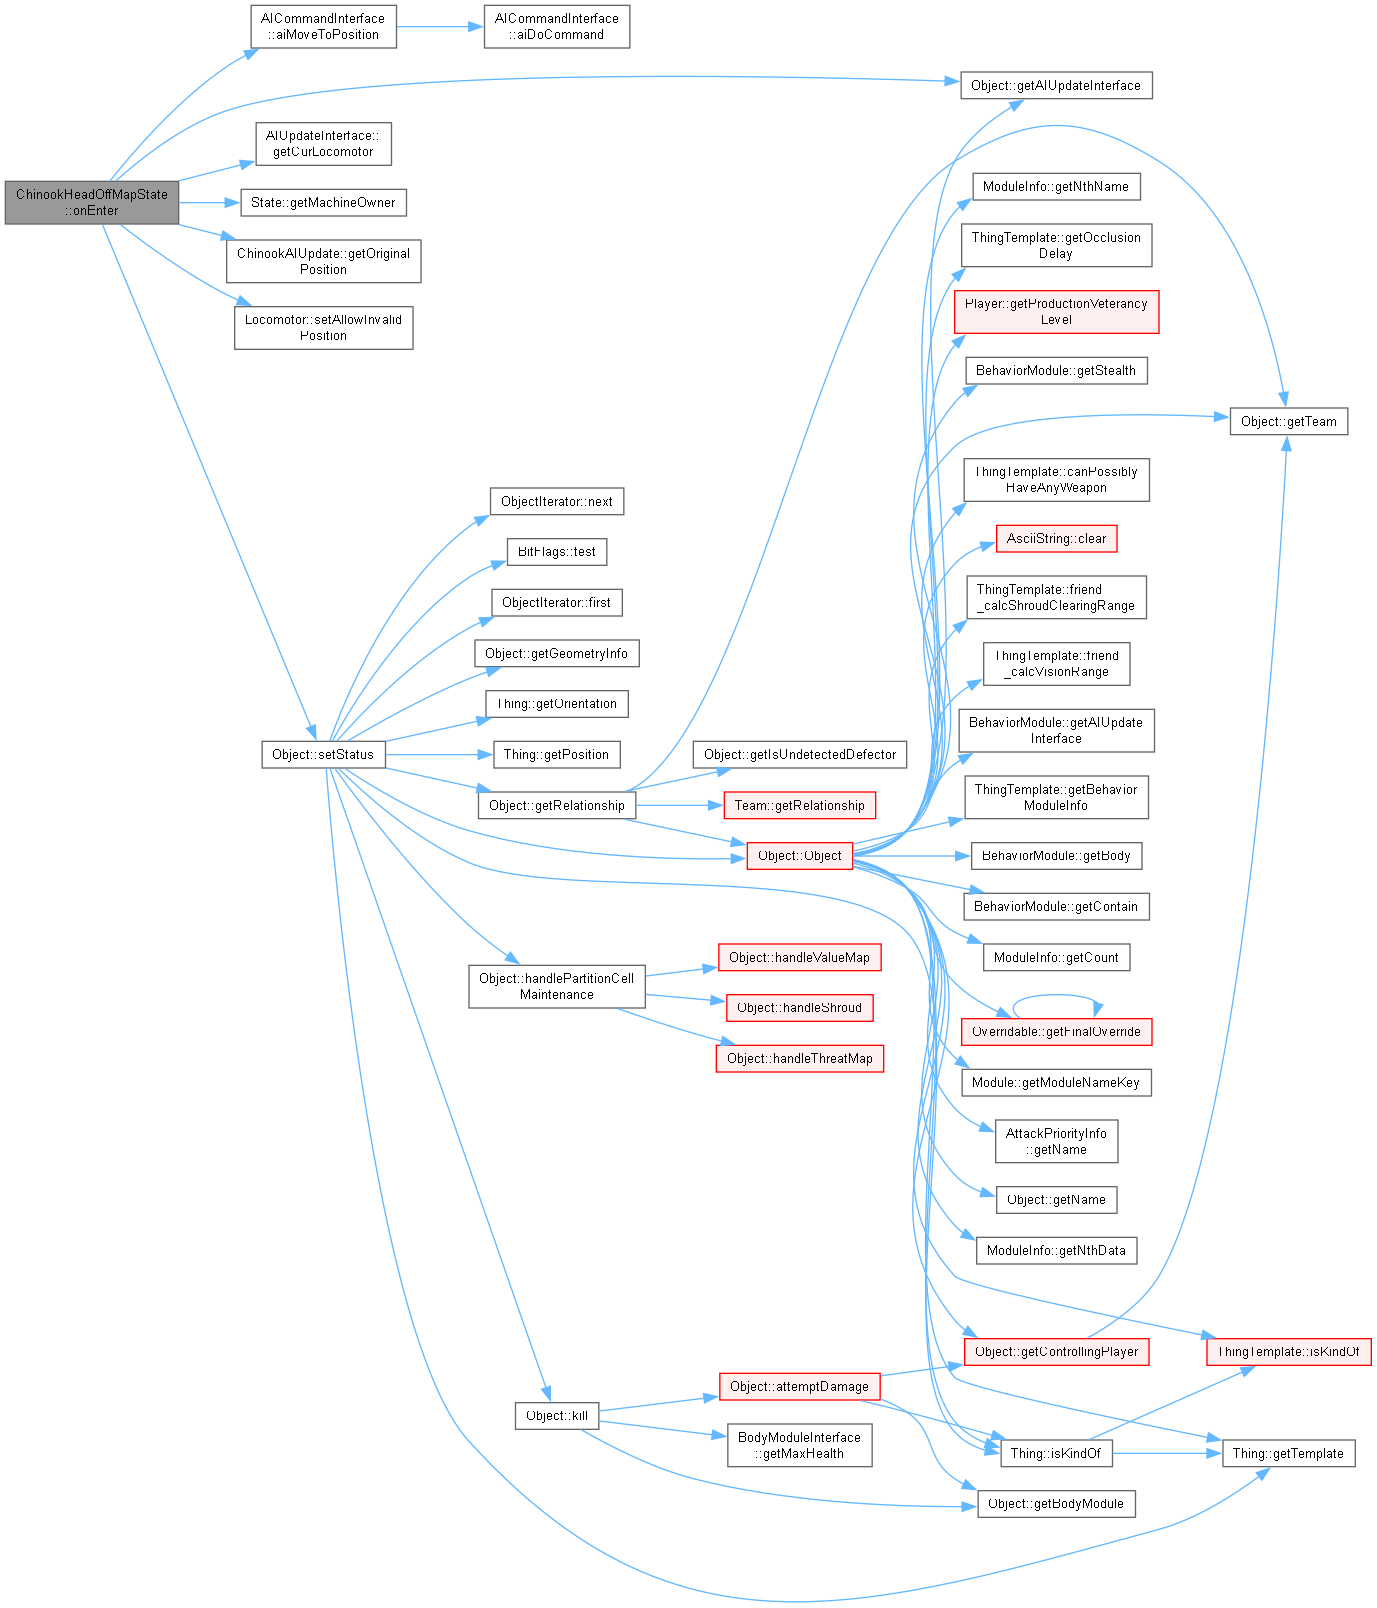 ChinookHeadOffMapState
::onEnter
AICommandInterface
::aiMoveToPosition
AICommandInterface
::aiDoCommand
Object::getAIUpdateInterface
AIUpdateInterface::
getCurLocomotor
State::getMachineOwner
ChinookAIUpdate::getOriginal
Position
Locomotor::setAllowInvalid
Position
Object::setStatus
ObjectIterator::next
BitFlags::test
ObjectIterator::first
Object::getGeometryInfo
Thing::getOrientation
Thing::getPosition
Object::getRelationship
Object::handlePartitionCell
Maintenance
Object::kill
Object::getIsUndetectedDefector
Team::getRelationship
Object::Object
Object::handleValueMap
Object::handleShroud
Object::handleThreatMap
Object::attemptDamage
BodyModuleInterface
::getMaxHealth
ModuleInfo::getNthName
ThingTemplate::getOcclusion
Delay
Player::getProductionVeterancy
Level
BehaviorModule::getStealth
ThingTemplate::canPossibly
HaveAnyWeapon
AsciiString::clear
ThingTemplate::friend
_calcShroudClearingRange
ThingTemplate::friend
_calcVisionRange
BehaviorModule::getAIUpdate
Interface
ThingTemplate::getBehavior
ModuleInfo
BehaviorModule::getBody
BehaviorModule::getContain
ModuleInfo::getCount
Overridable::getFinalOverride
Module::getModuleNameKey
AttackPriorityInfo
::getName
Object::getName
ModuleInfo::getNthData
Object::getControllingPlayer
Thing::isKindOf
Object::getBodyModule
Object::getTeam
ThingTemplate::isKindOf
Thing::getTemplate